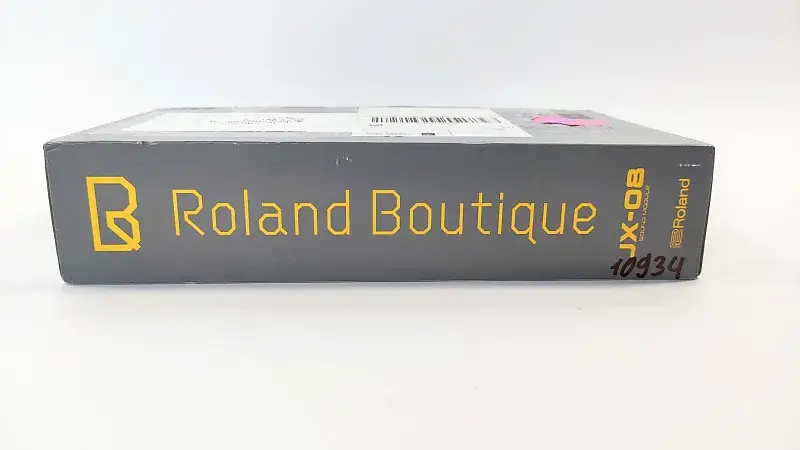 Roland Boutique
JX-08
SOUND MODULE
Roland
10934